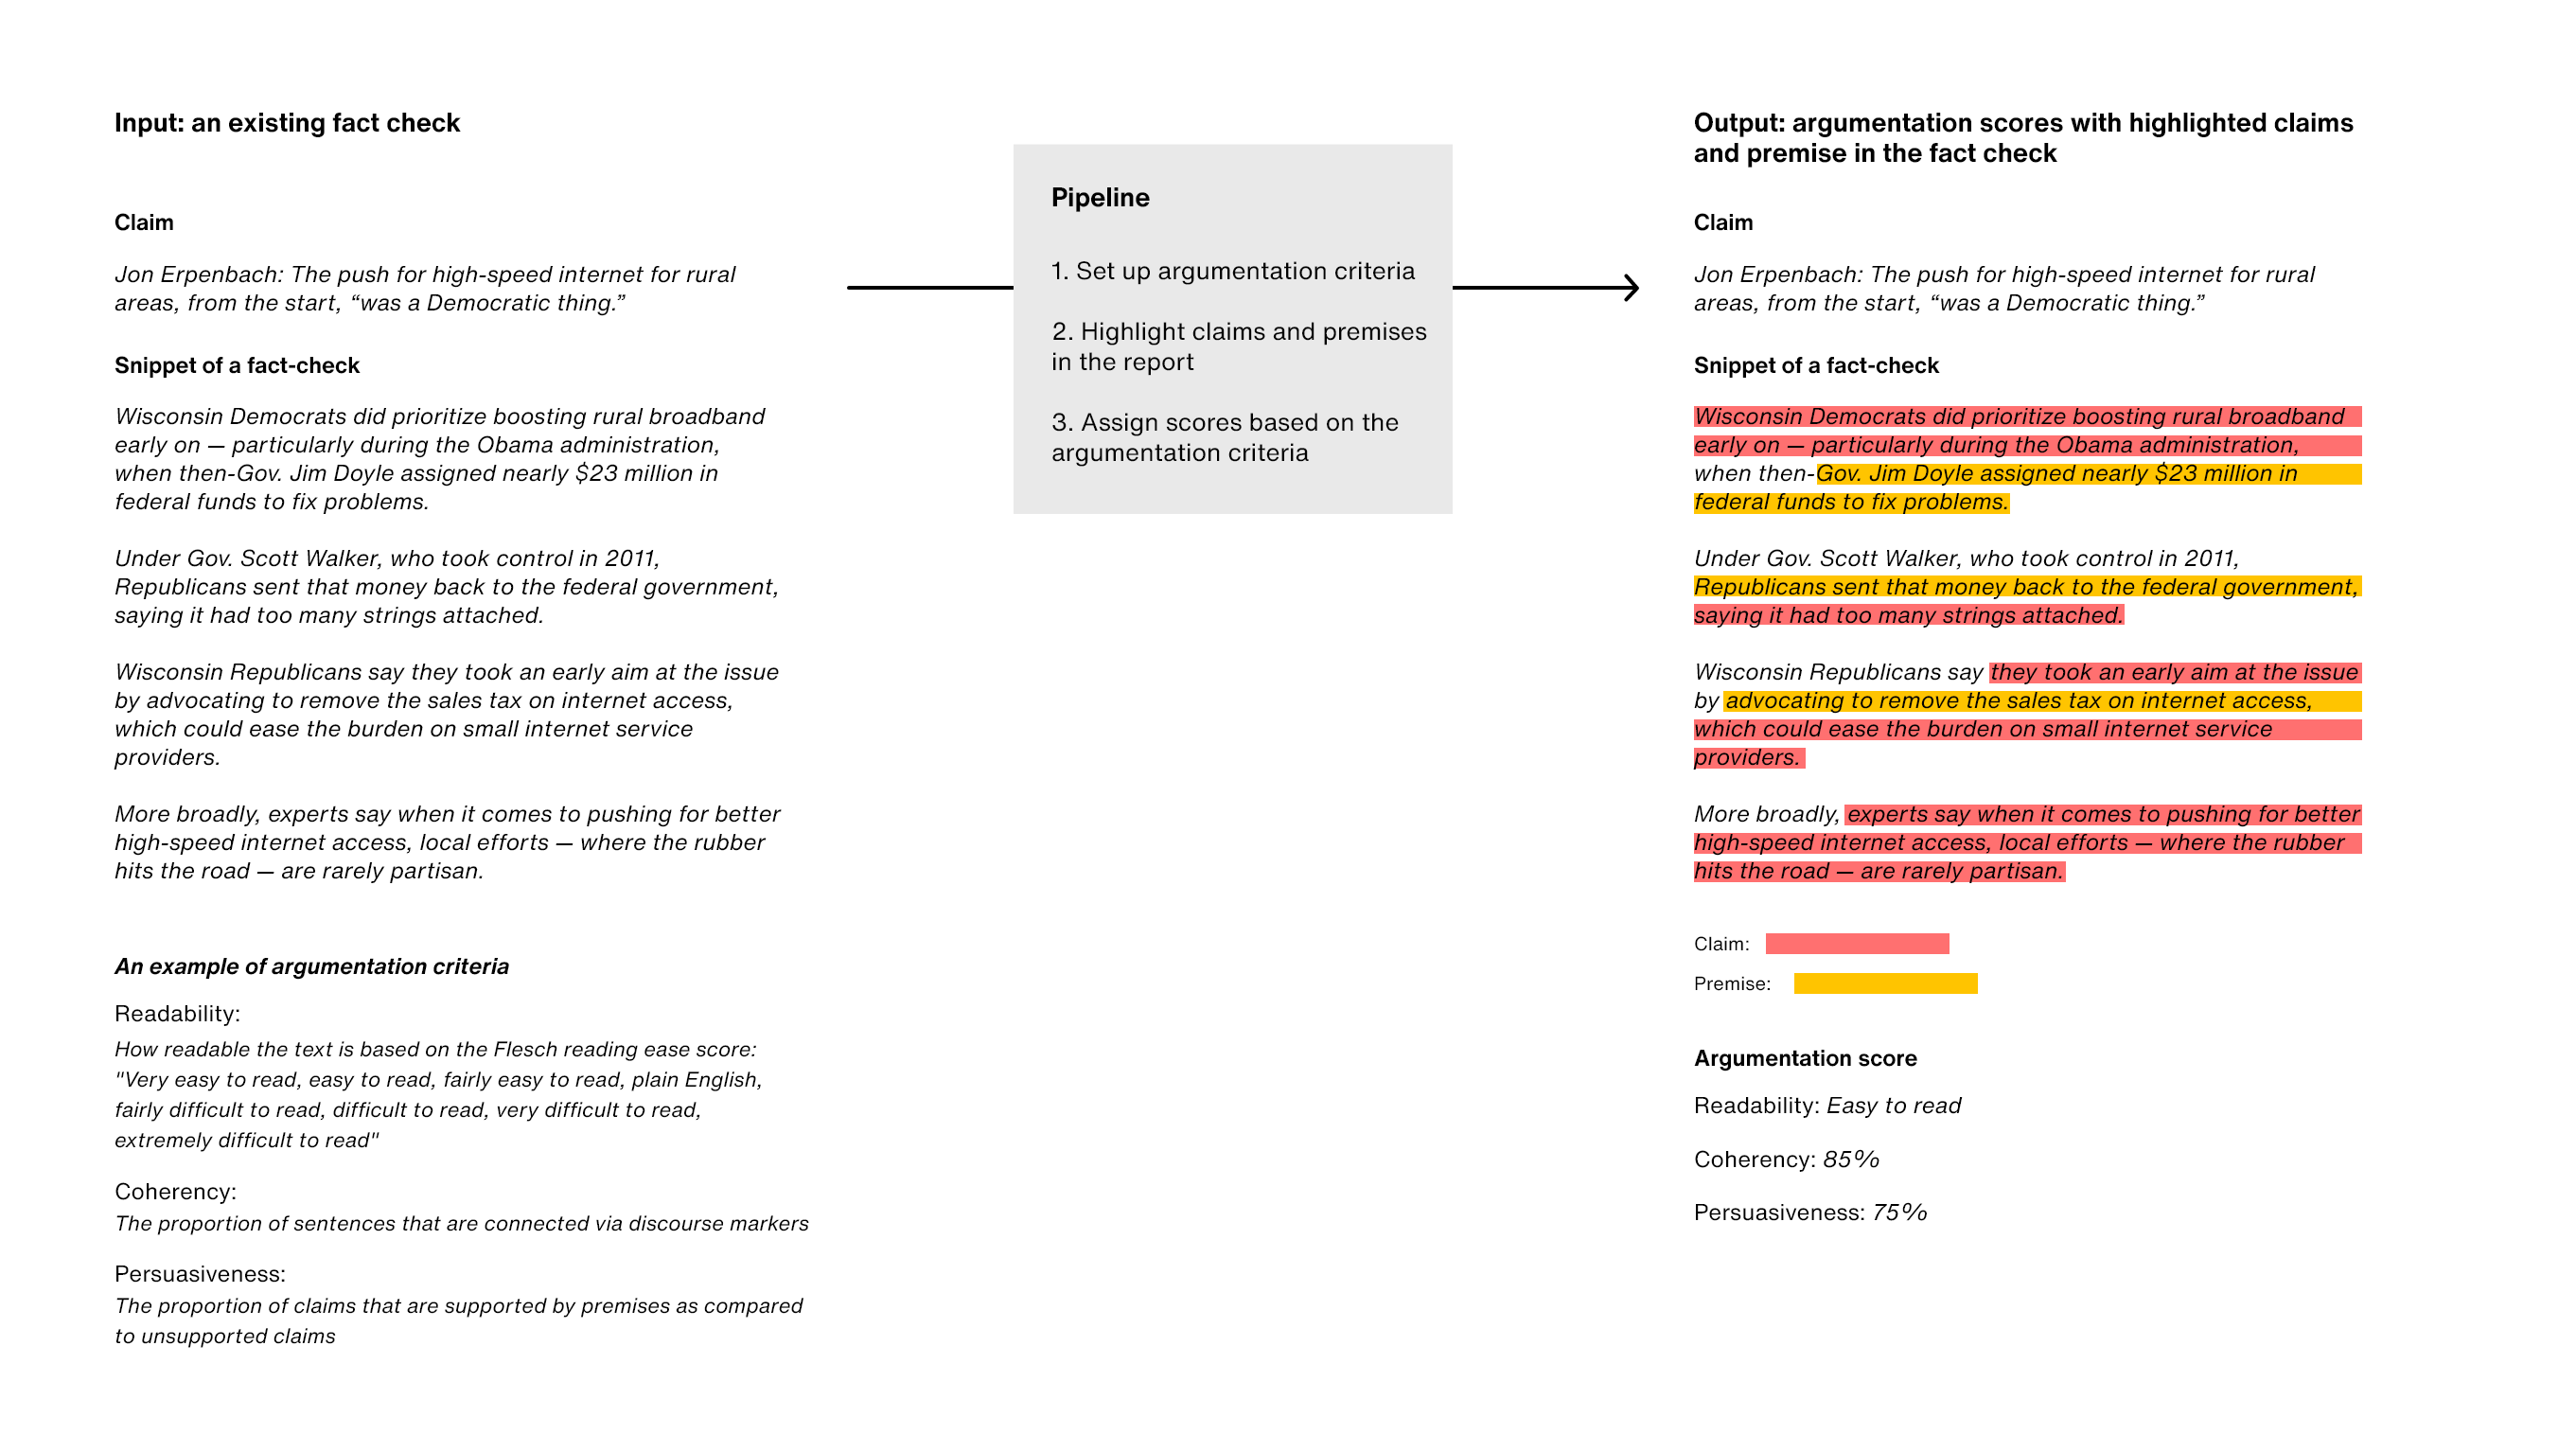 Input: an existing fact check
Claim
Jon Erpenbach: The push for high-speed internet for rural
areas, from the start, “was a Democratic thing.”
Snippet of a fact-check
Wisconsin Democrats did prioritize boosting rural broadband
early on — particularly during the Obama administration,
when then-Gov. Jim Doyle assigned nearly $23 million in
federal funds to fix problems.
Under Gov. Scott Walker, who took control in 2011,
Republicans sent that money back to the federal government,
saying it had too many strings attached.
Wisconsin Republicans say they took an early aim at the issue
by advocating to remove the sales tax on internet access,
which could ease the burden on small internet service
providers.
More broadly, experts say when it comes to pushing for better
high-speed internet access, local efforts — where the rubber
hits the road — are rarely partisan.
An example of argumentation criteria
Readability:
How readable the text is based on the Flesch reading ease score:
"Very easy to read, easy to read, fairly easy to read, plain English,
fairly difficult to read, difficult to read, very difficult to read,
extremely difficult to read"
Coherency:
The proportion of sentences that are connected via discourse markers
Persuasiveness:
The proportion of claims that are supported by premises as compared
to unsupported claims
Pipeline
1. Set up argumentation criteria
2. Highlight claims and premises
in the report
3. Assign scores based on the
argumentation criteria
Output: argumentation scores with highlighted claims
and premise in the fact check
Claim
Jon Erpenbach: The push for high-speed internet for rural
areas, from the start, “was a Democratic thing.”
Snippet of a fact-check
Wisconsin Democrats did prioritize boosting rural broadband
early on — particularly during the Obama administration,
when then-Gov. Jim Doyle assigned nearly $23 million in
federal funds to fix problems.
Under Gov. Scott Walker, who took control in 2011,
Republicans sent that money back to the federal government,
saying it had too many strings attached.
Wisconsin Republicans say they took an early aim at the issue
by advocating to remove the sales tax on internet access,
which could ease the burden on small internet service
providers.
More broadly, experts say when it comes to pushing for better
high-speed internet access, local efforts — where the rubber
hits the road — are rarely partisan.
Claim:
Premise:
Argumentation score
Readability: Easy to read
Coherency: 85%
Persuasiveness: 75%